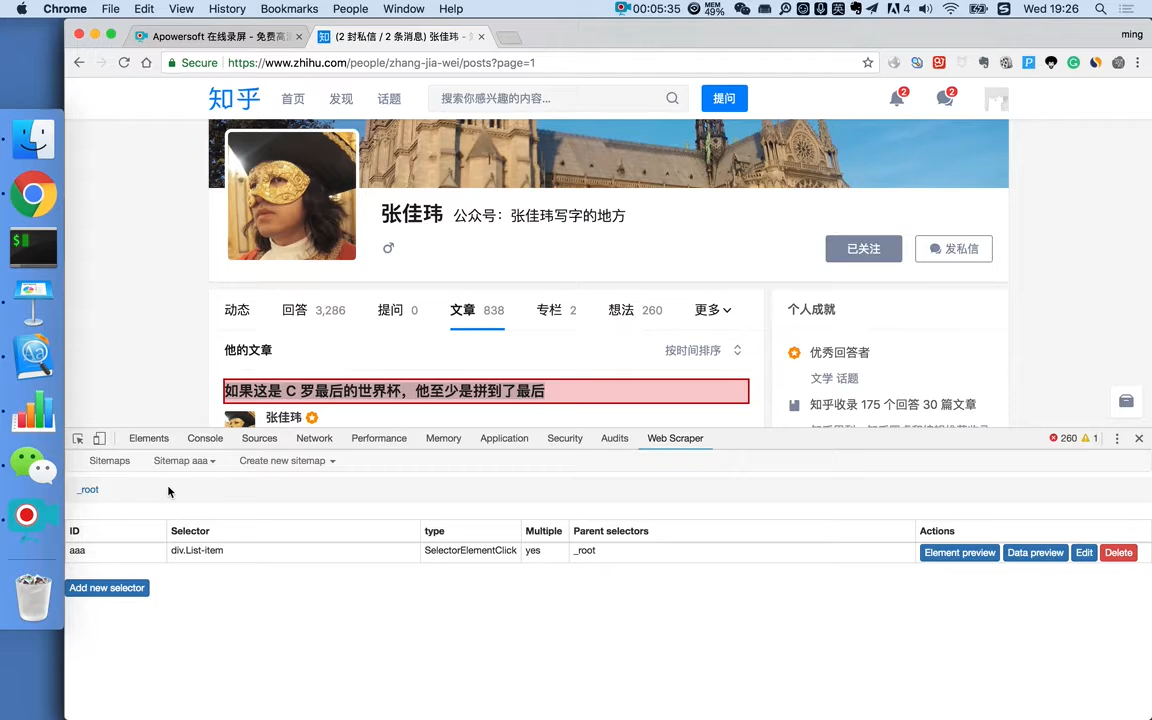 Chrome File Edit View History Bookmarks People Window Help 00:05:35 MEM 49% 英 4 Wed 19:26
Apowersoft 在线录屏 - 免费高 (2 封私信 / 2 条消息) 张佳玮 - ming
Secure https://www.zhihu.com/people/zhang-jia-wei/posts?page=1
知乎 首页 发现 话题 搜索你感兴趣的内容... 提问 2 2
张佳玮 公众号：张佳玮写字的地方
已关注 发私信
动态 回答 3,286 提问 0 文章 838 专栏 2 想法 260 更多 个人成就
他的文章 按时间排序 优秀回答者
文学 话题
如果这是 C 罗最后的世界杯，他至少是拼到了最后
知乎收录 175 个回答 30 篇文章
张佳玮
Elements Console Sources Network Performance Memory Application Security Audits Web Scraper 260 1
Sitemaps Sitemap aaa Create new sitemap
_root
ID Selector type Multiple Parent selectors Actions
aaa div.List-item SelectorElementClick yes _root Element preview Data preview Edit Delete
Add new selector